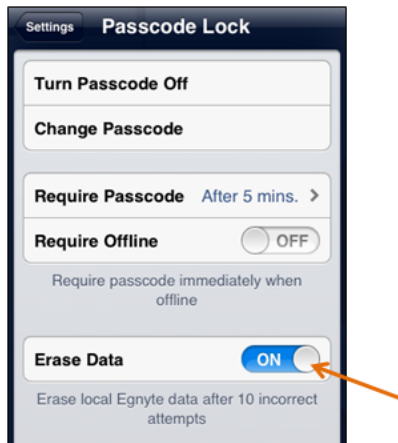 Settings Passcode Lock
Turn Passcode Off
Change Passcode
Require Passcode After 5 mins. >
Require Offline OFF
Require passcode immediately when
offline
Erase Data ON
Erase local Egnyte data after 10 incorrect
attempts